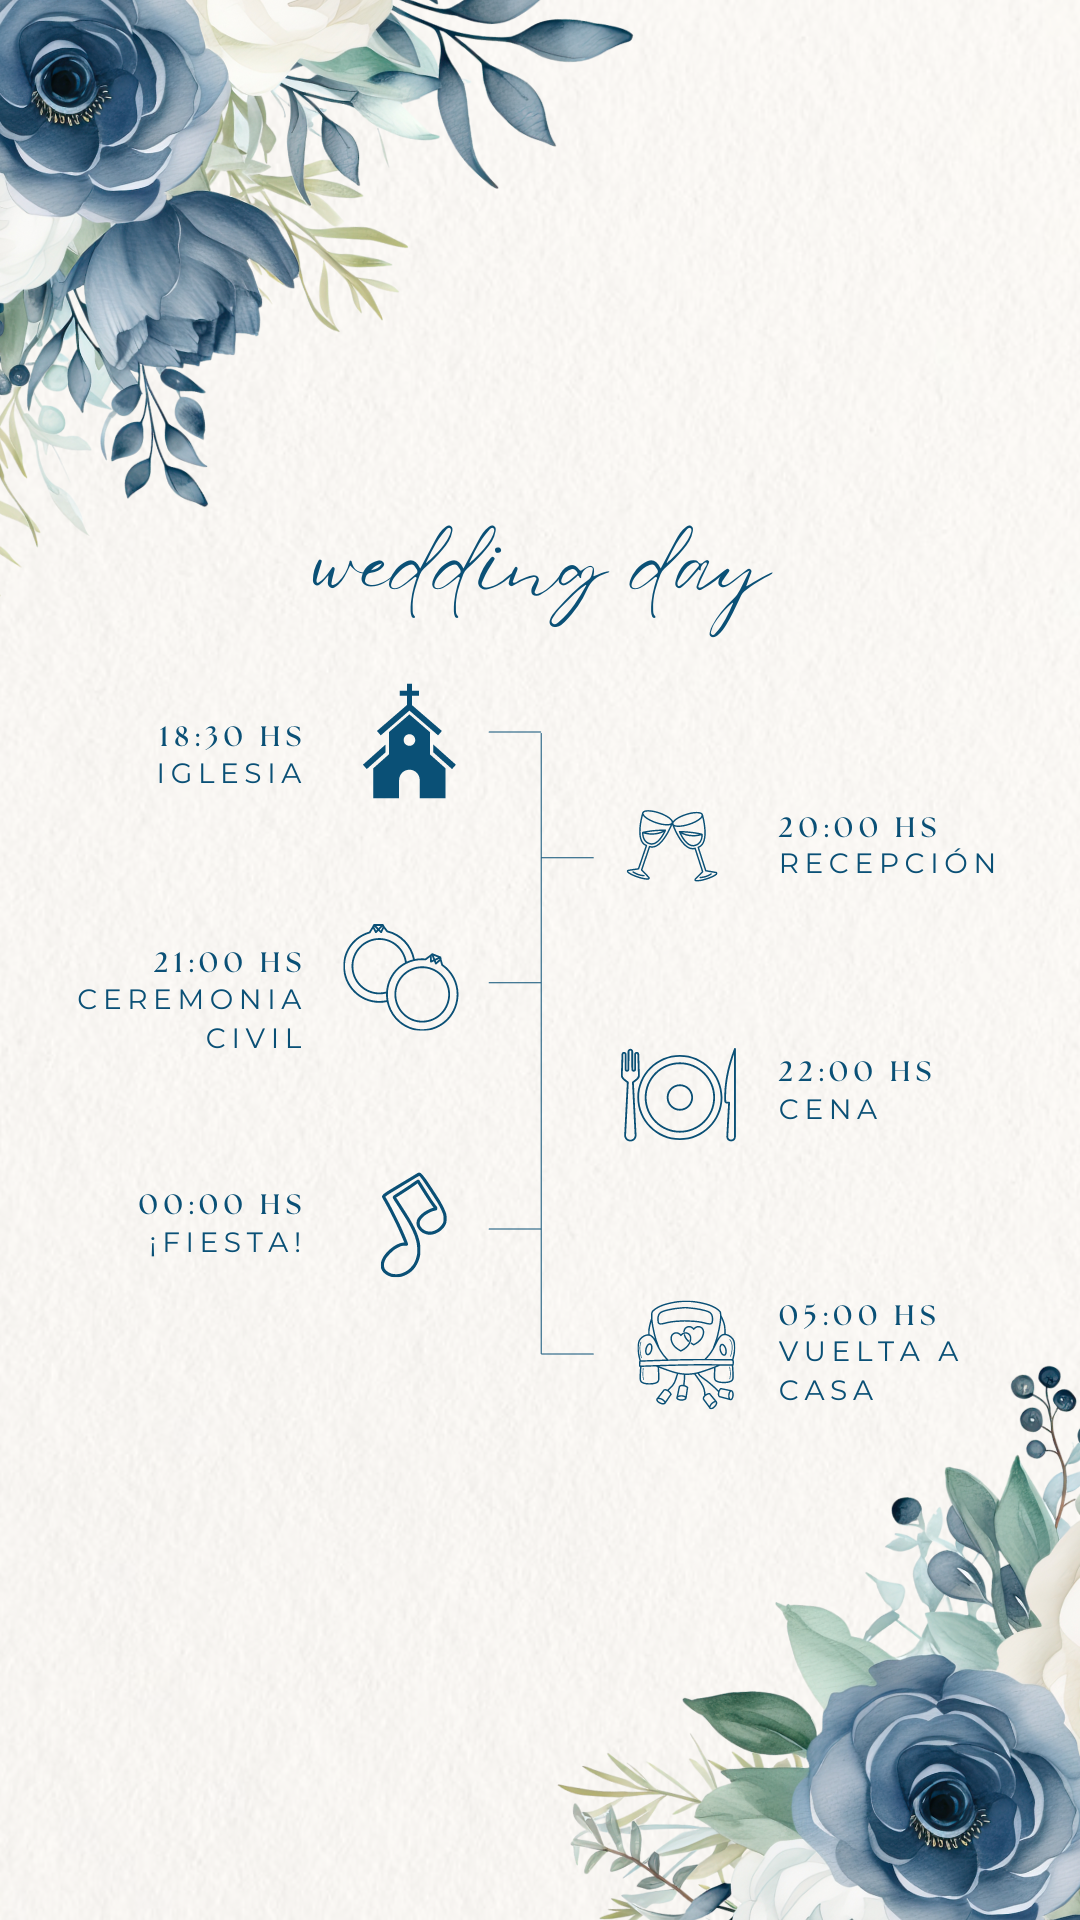 wedding day
18:30 HS
IGLESIA
20:00 HS
RECEPCIÓN
21:00 HS
CEREMONIA
CIVIL
22:00 HS
CENA
00:00 HS
¡FIESTA!
05:00 HS
VUELTA A
CASA